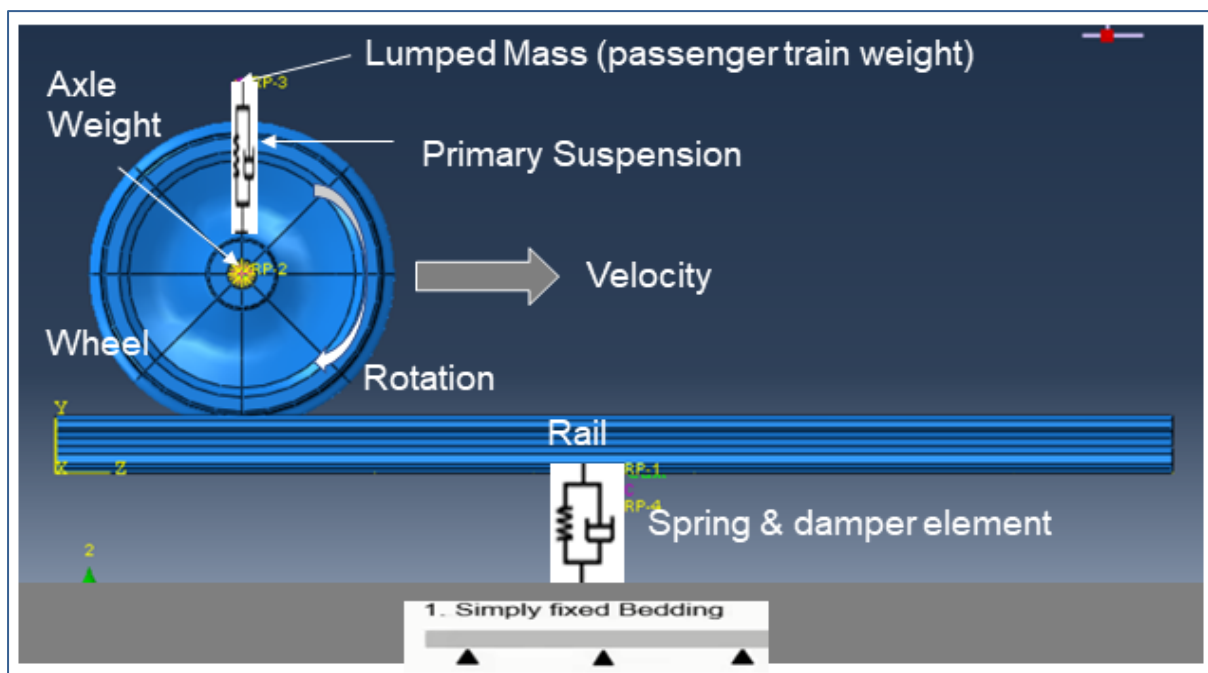 Lumped Mass (passenger train weight)
RP-3
Axle
Weight
Primary Suspension
RP-2
Velocity
Wheel
Rotation
Y
Rail
X
Z
RP-1
C
RP-4
Spring & damper element
2
1. Simply fixed Bedding